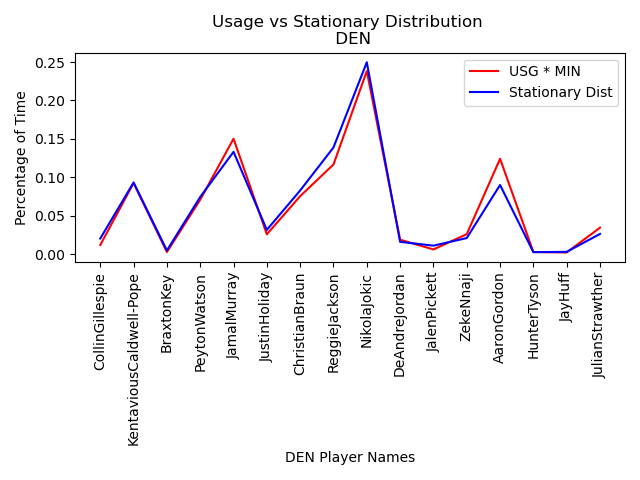 Usage vs Stationary Distribution
DEN
USG * MIN
Stationary Dist
Percentage of Time
0.25
0.20
0.15
0.10
0.05
0.00
CollinGillespie
KentaviousCaldwell-Pope
BraxtonKey
PeytonWatson
JamalMurray
JustinHoliday
ChristianBraun
ReggieJackson
NikolaJokic
DeAndreJordan
JalenPickett
ZekeNnaji
AaronGordon
HunterTyson
JayHuff
JulianStrawther
DEN Player Names